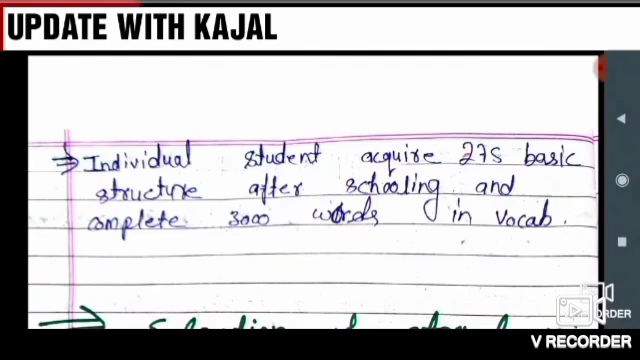 UPDATE WITH KAJAL
⇒ Individual student acquire 275 basic
structure after schooling and
complete 3000 words in vocab.
V RECORDER